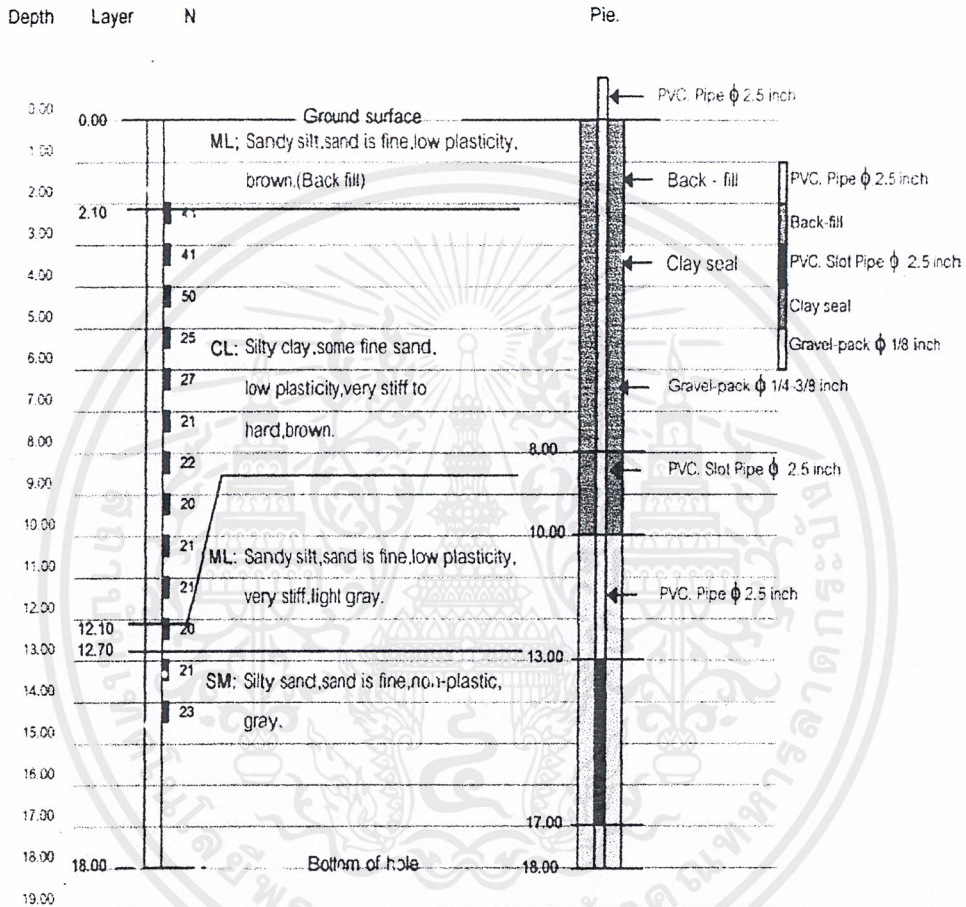 Depth Layer N Pie.
PVC. Pipe ϕ 2.5 inch
0.00
0.00 Ground surface
ML; Sandy silt,sand is fine,low plasticity,
1.00
brown.(Back fill)
Back - fill
PVC. Pipe ϕ 2.5 inch
2.00
2.10
Back-fill
3.00
41
Clay seal
PVC. Slot Pipe ϕ 2.5 inch
4.00
50
Clay seal
5.00
25
CL: Silty clay,some fine sand,
Gravel-pack ϕ 1/8 inch
6.00
27
low plasticity,very stiff to
Gravel-pack ϕ 1/4-3/8 inch
7.00
21
hard,brown.
8.00
8.00
22
PVC. Slot Pipe ϕ 2.5 inch
9.00
20
10.00
10.00
21
ML: Sandy silt,sand is fine,low plasticity,
11.00
21
very stiff,light gray.
PVC. Pipe ϕ 2.5 inch
12.00
12.10 20
13.00
12.70
13.00
21
SM: Silty sand,sand is fine,non-plastic,
14.00
23
gray.
15.00
16.00
17.00
17.00
18.00
18.00 Bottom of hole 18.00
19.00